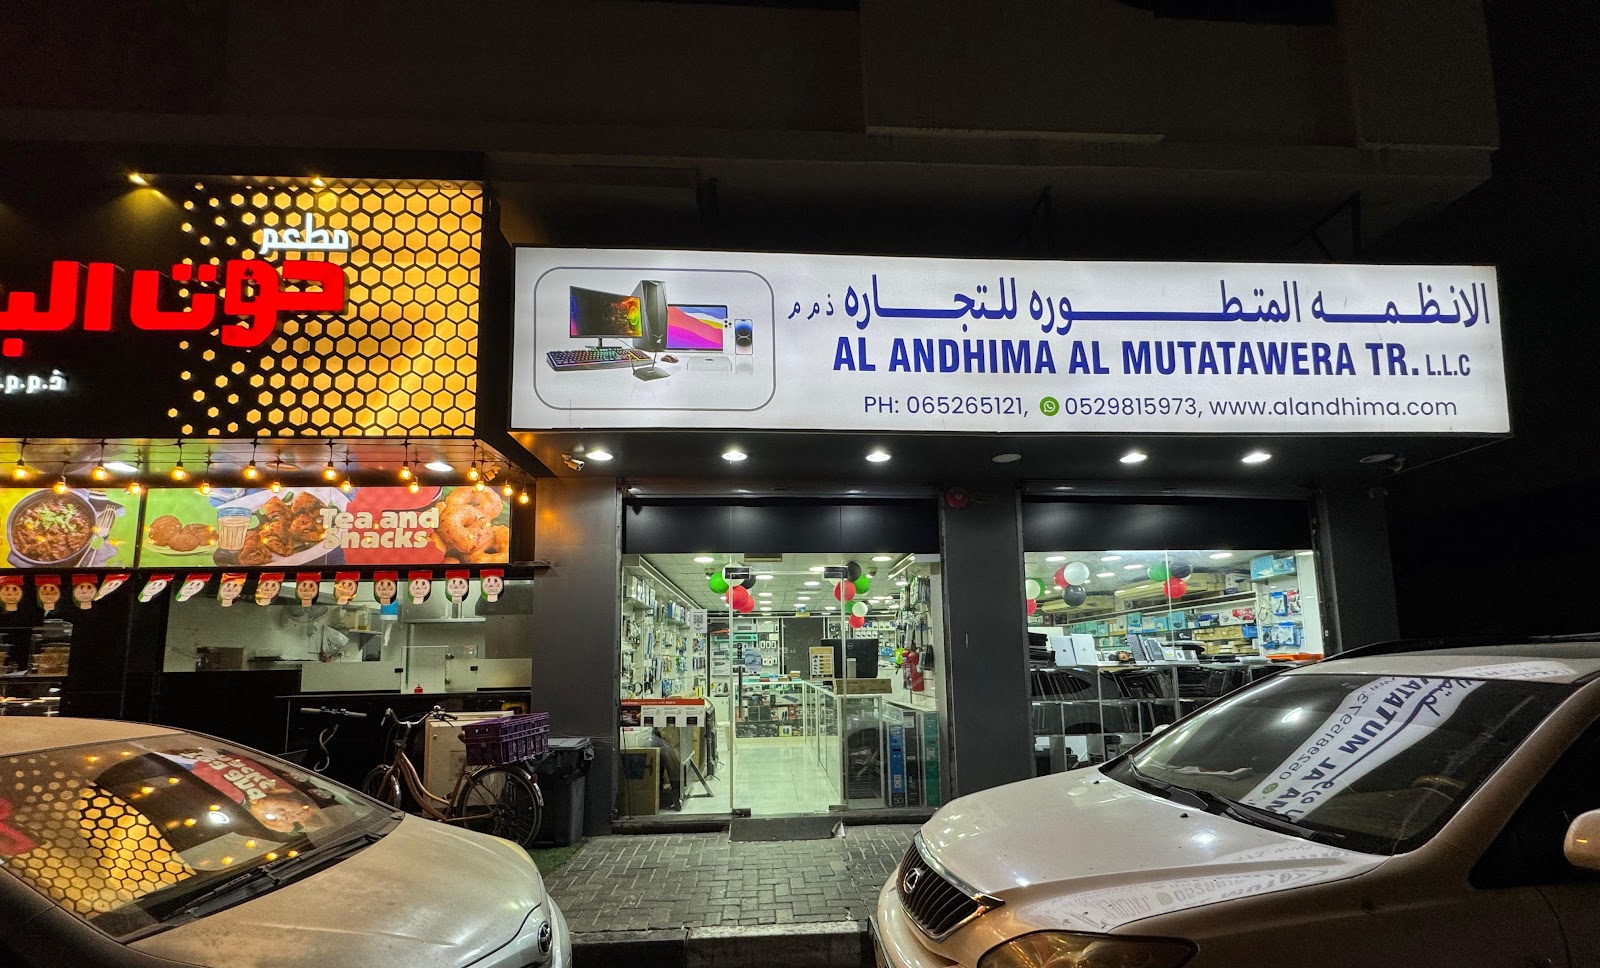 مطعم
حوت الب
ذ.م.م.
Tea and
Snacks
الانظمه المتطوره للتجاره ذ م م
AL ANDHIMA AL MUTATAWERA TR. L.L.C
PH: 065265121, 0529815973, www.alandhima.com